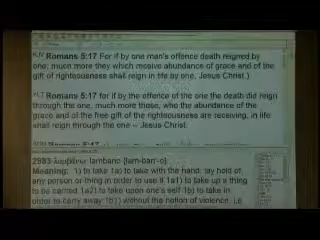 KJV Romans 5:17 For if by one man's offence death reigned by
one; much more they which receive abundance of grace and of the
gift of righteousness shall reign in life by one, Jesus Christ.)
YLT Romans 5:17 for if by the offence of the one the death did reign
through the one, much more those, who the abundance of the
grace and of the free gift of the righteousness are receiving, in life
shall reign through the one -- Jesus Christ.
2983 λαμβάνω lambano {lam-ban'-o}
Meaning: 1) to take 1a) to take with the hand, lay hold of,
any person or thing in order to use it 1a1) to take up a thing
to be carried 1a2) to take upon one's self 1b) to take in
order to carry away 1b1) without the notion of violence,